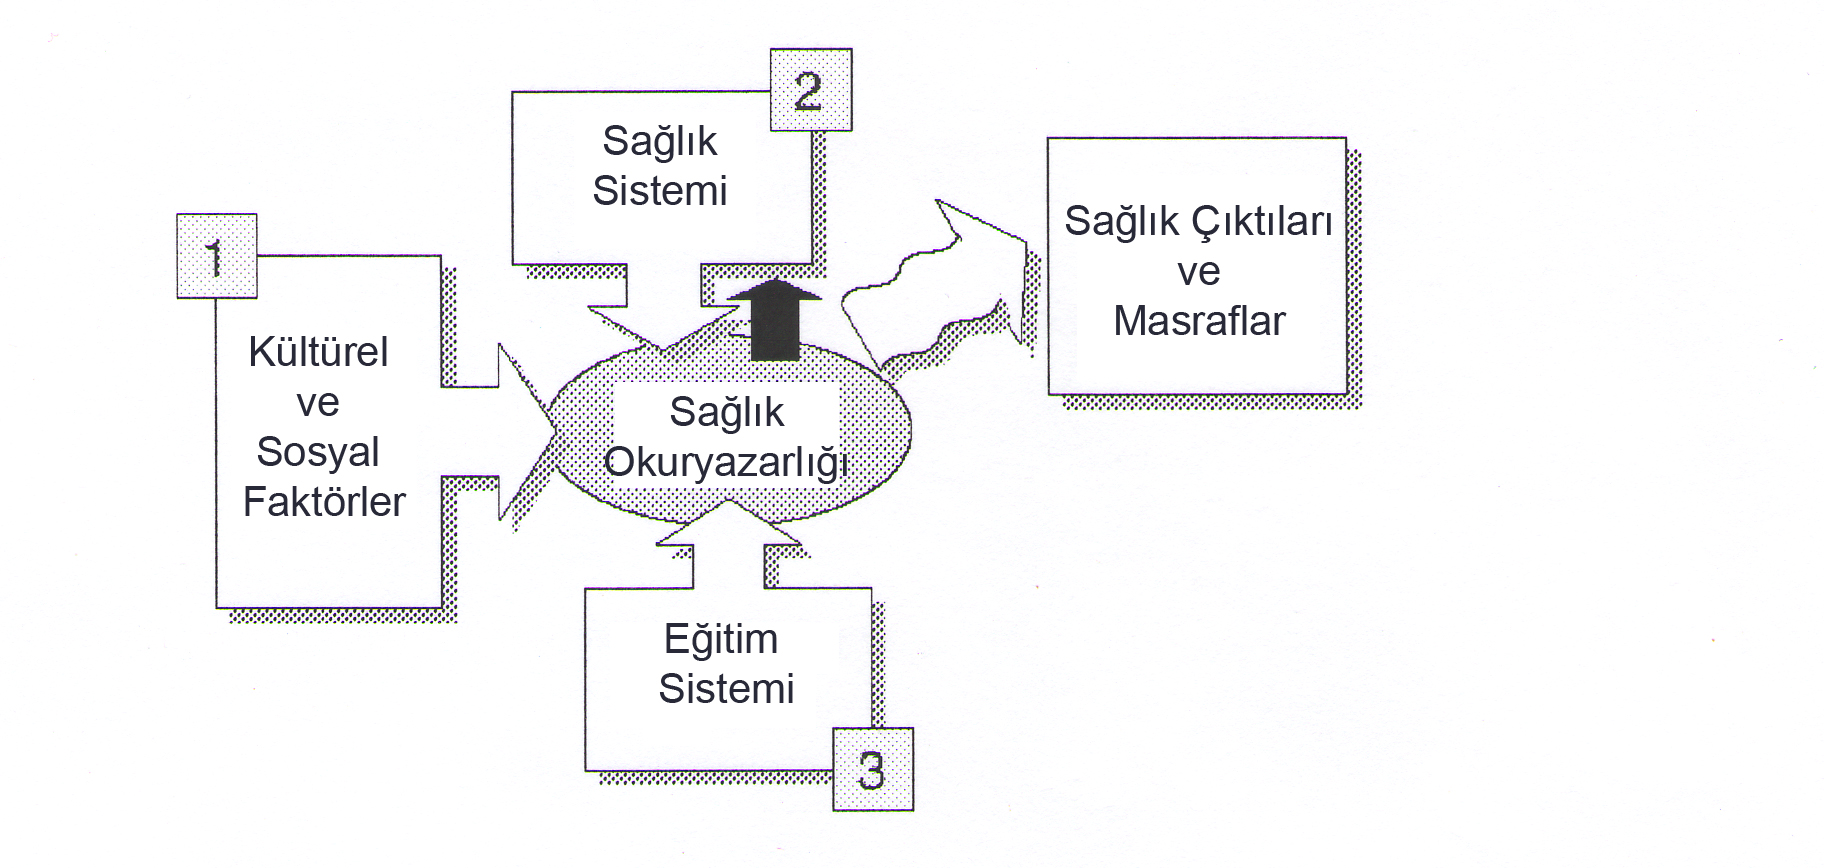 1
Kültürel
ve
Sosyal
Faktörler
2
Sağlık
Sistemi
Sağlık
Okuryazarlığı
3
Eğitim
Sistemi
Sağlık Çıktıları
ve
Masraflar